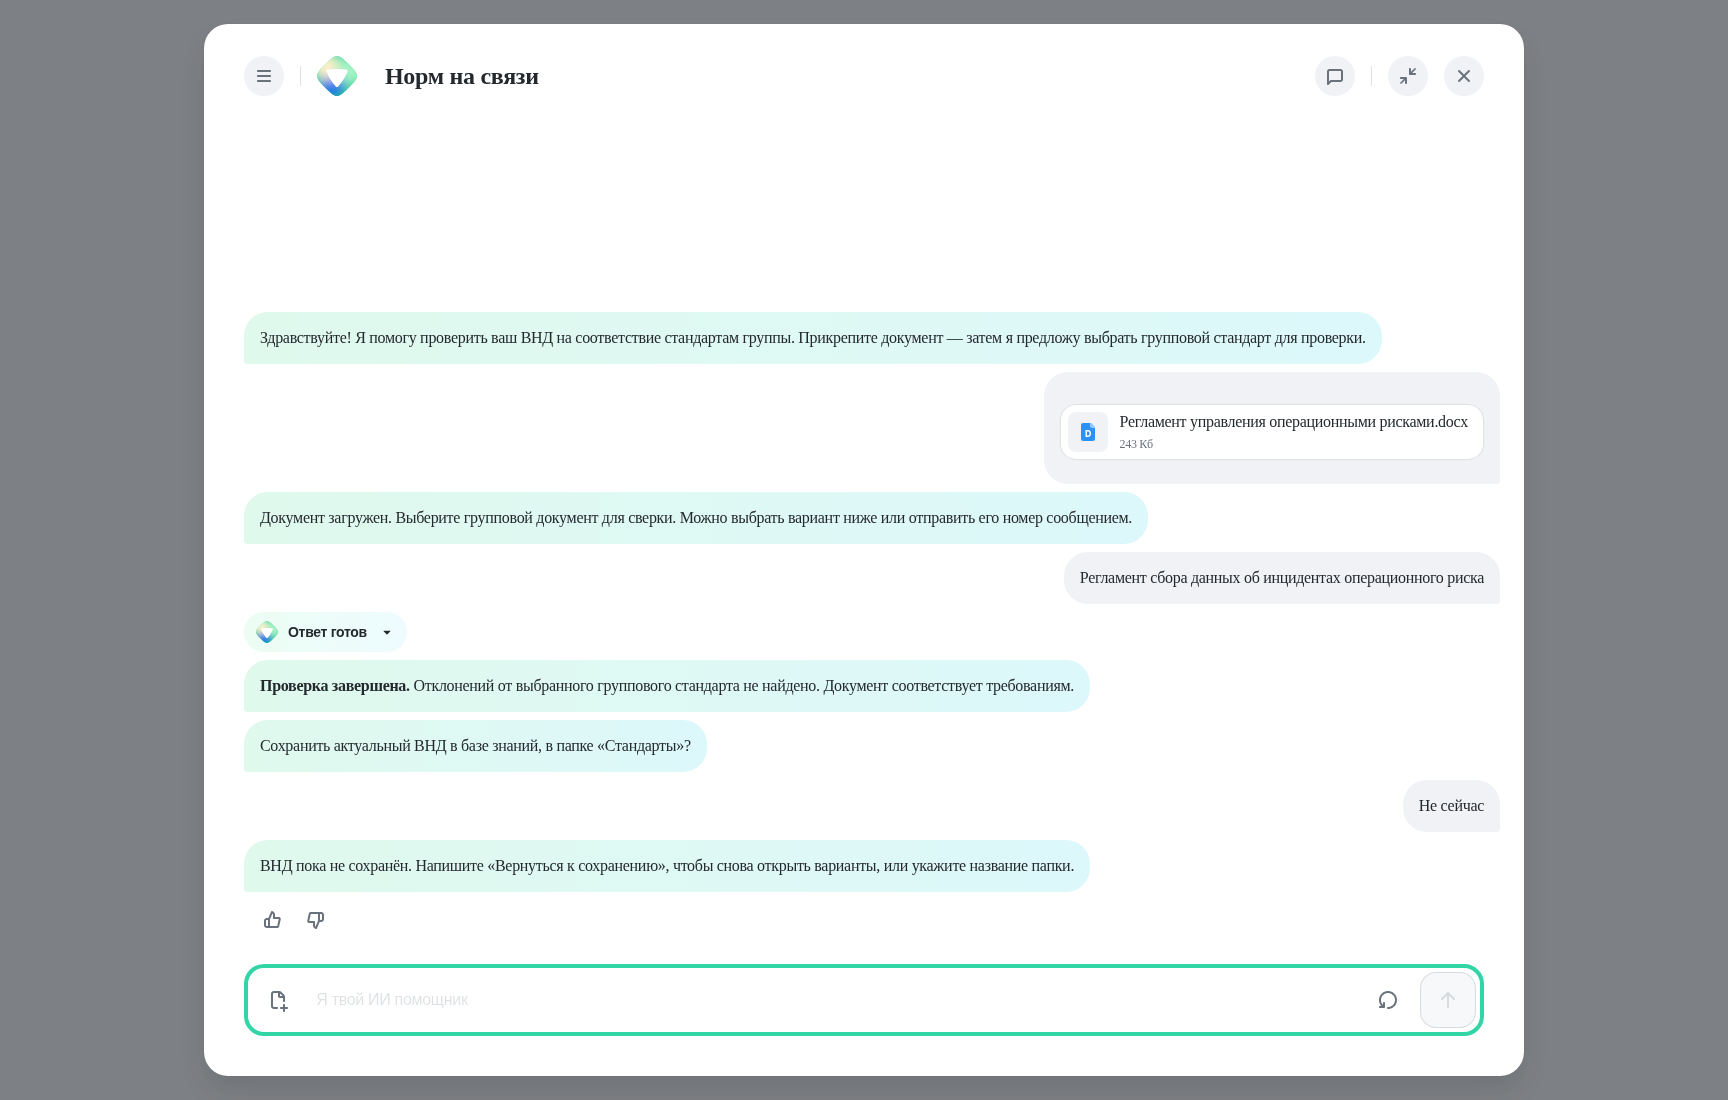 Норм на связи
Здравствуйте! Я помогу проверить ваш ВНД на соответствие стандартам группы. Прикрепите документ — затем я предложу выбрать групповой стандарт для проверки.
D
Регламент управления операционными рисками.docx
243 Кб
Документ загружен. Выберите групповой документ для сверки. Можно выбрать вариант ниже или отправить его номер сообщением.
Регламент сбора данных об инцидентах операционного риска
Ответ готов
Проверка завершена. Отклонений от выбранного группового стандарта не найдено. Документ соответствует требованиям.
Сохранить актуальный ВНД в базе знаний, в папке «Стандарты»?
Не сейчас
ВНД пока не сохранён. Напишите «Вернуться к сохранению», чтобы снова открыть варианты, или укажите название папки.
Я твой ИИ помощник